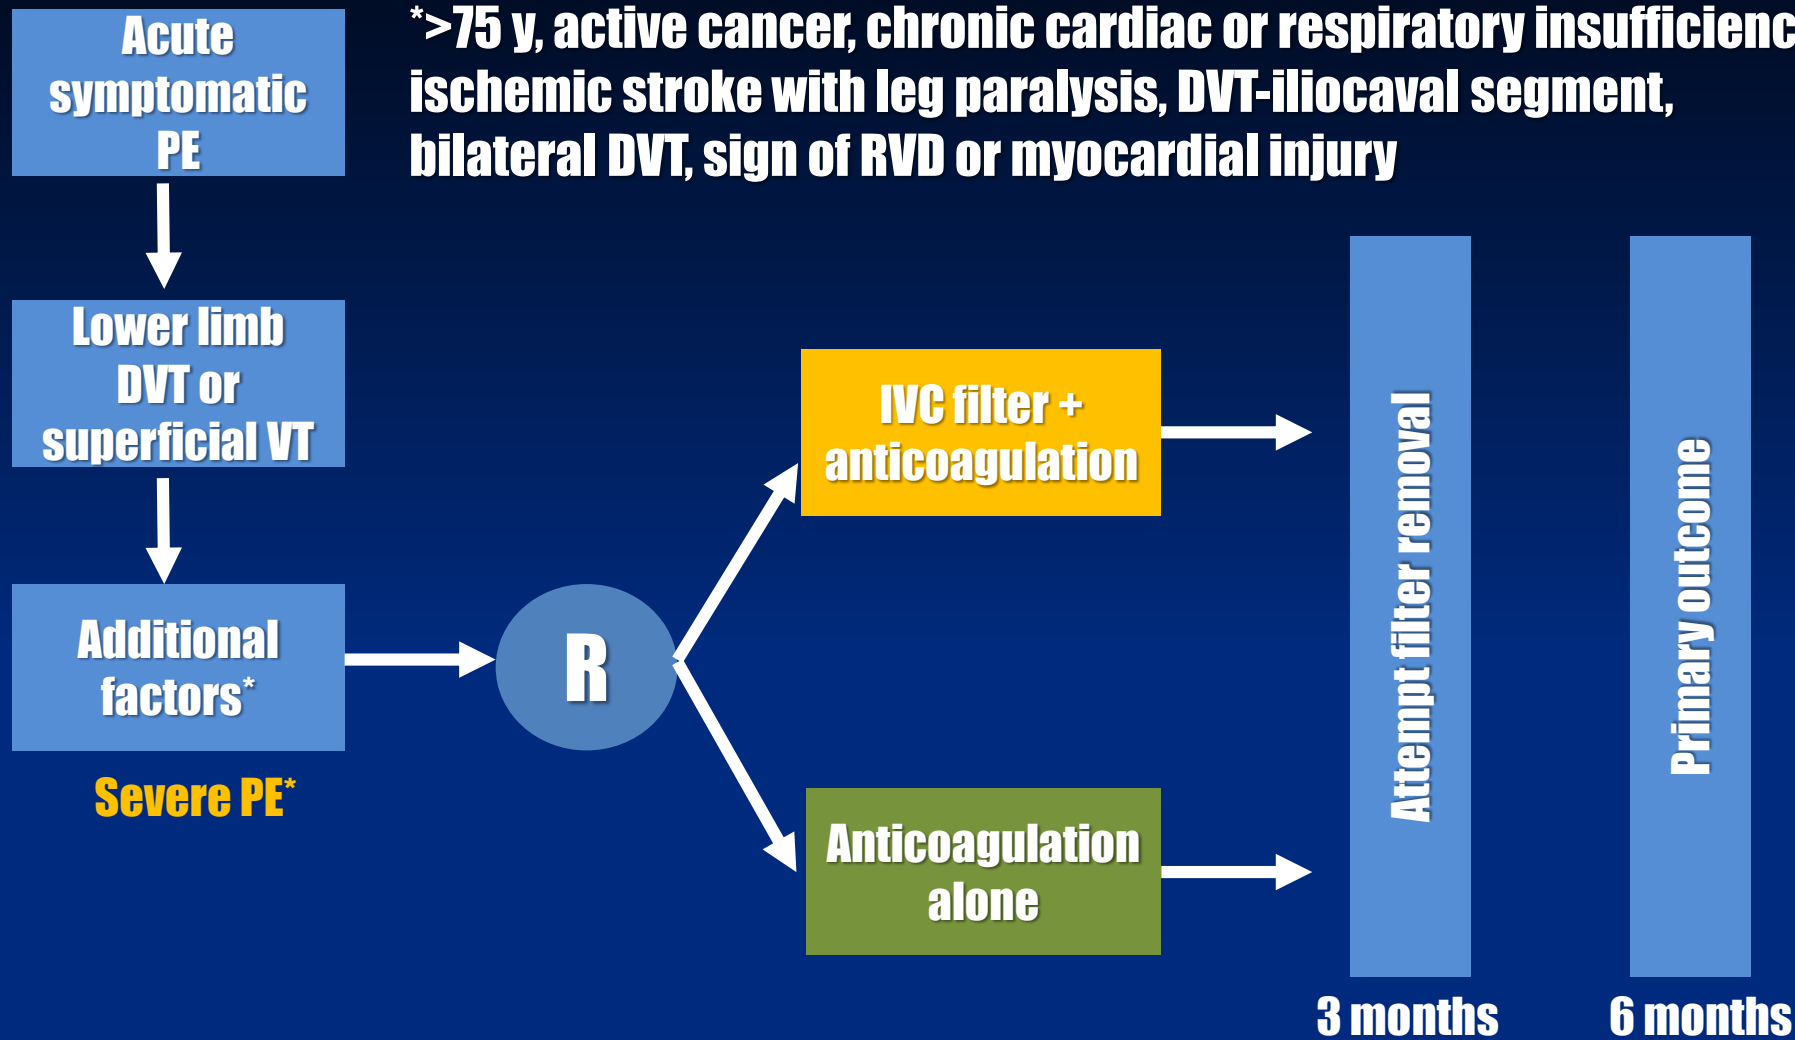 Acute
symptomatic
PE
*>75 y, active cancer, chronic cardiac or respiratory insufficienc
ischemic stroke with leg paralysis, DVT-iliocaval segment,
bilateral DVT, sign of RVD or myocardial injury
Lower limb
DVT or
superficial VT
Additional
factors*
Severe PE*
R
IVC filter +
anticoagulation
Anticoagulation
alone
Attempt filter removal
3 months
Primary outcome
6 months